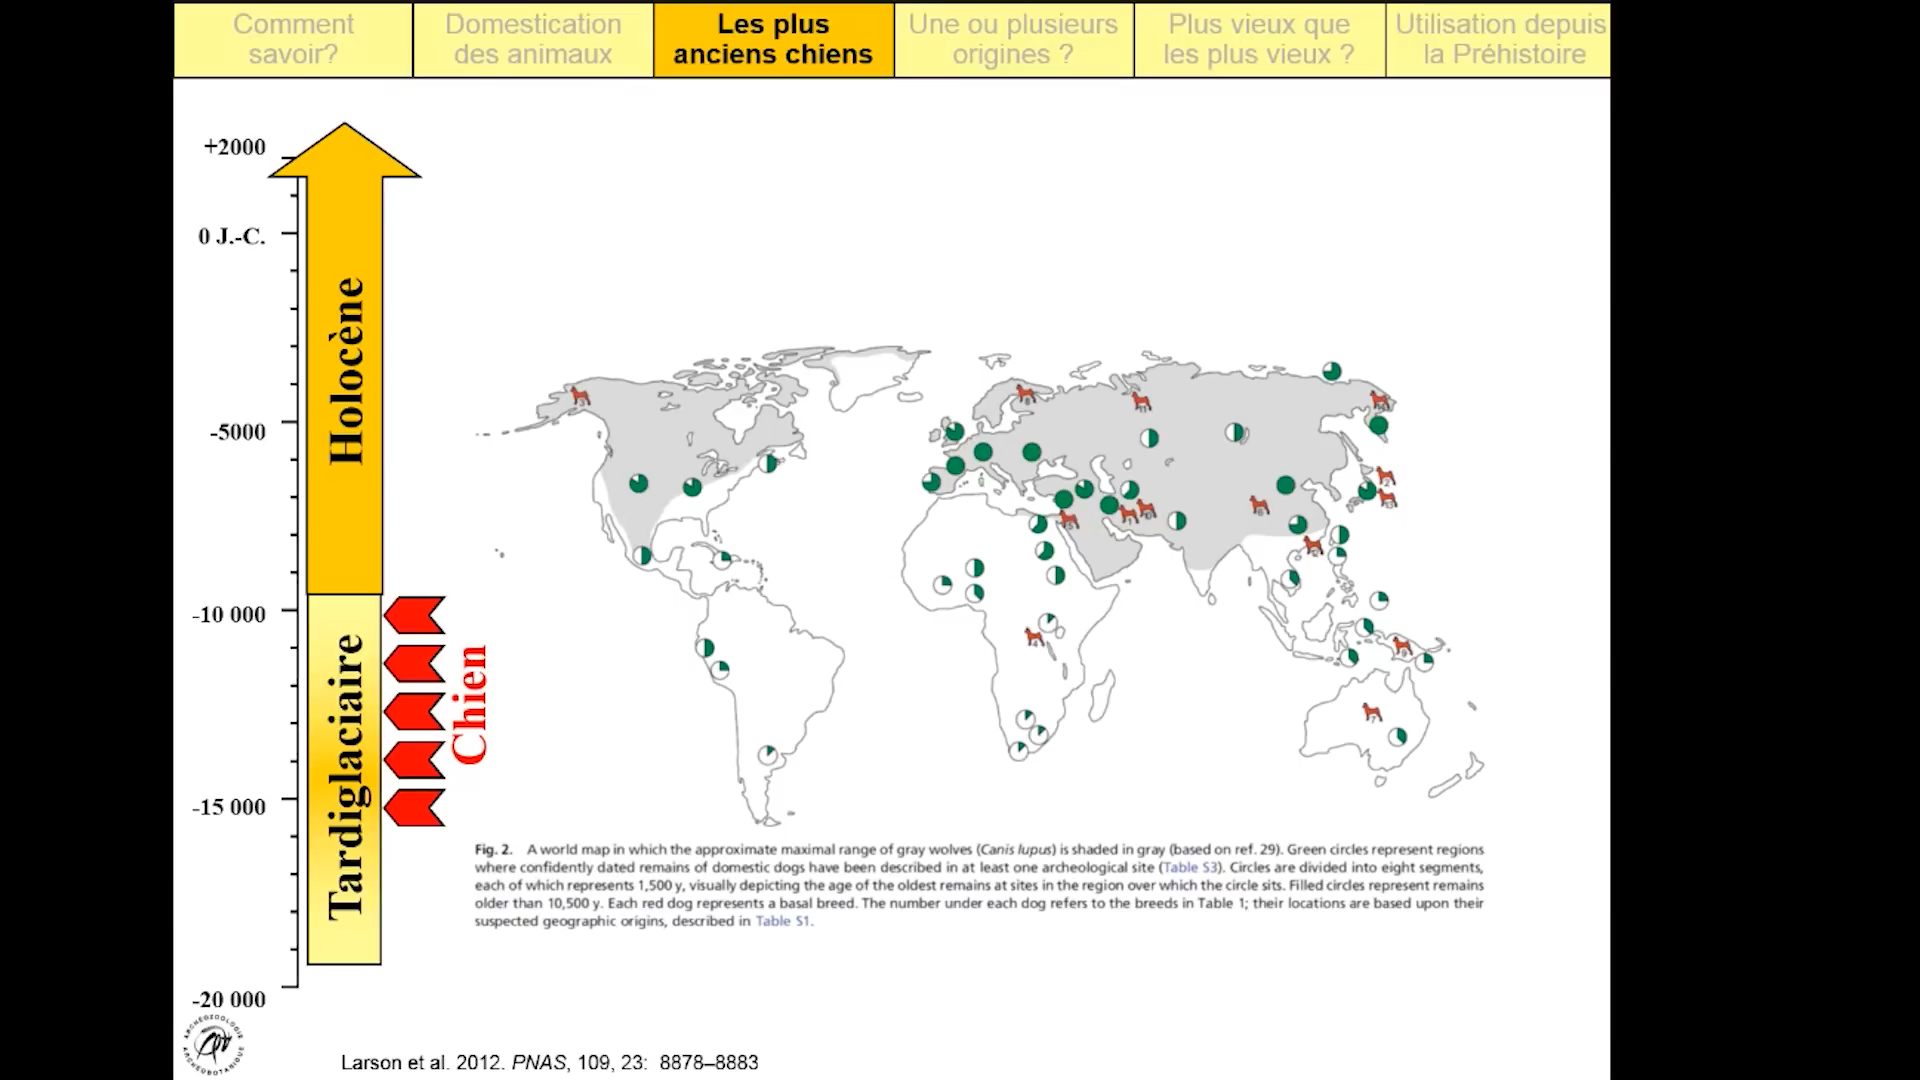 Comment
savoir?
Domestication
des animaux
Les plus
anciens chiens
Une ou plusieurs
origines ?
Plus vieux que
les plus vieux ?
Utilisation depuis
la Préhistoire
+2000
0 J.-C.
-5000
-10 000
-15 000
-20 000
Holocène
Tardiglaciaire
Chien
Fig. 2. A world map in which the approximate maximal range of gray wolves (Canis lupus) is shaded in gray (based on ref. 29). Green circles represent regions
where confidently dated remains of domestic dogs have been described in at least one archeological site (Table S3). Circles are divided into eight segments,
each of which represents 1,500 y, visually depicting the age of the oldest remains at sites in the region over which the circle sits. Filled circles represent remains
older than 10,500 y. Each red dog represents a basal breed. The number under each dog refers to the breeds in Table 1; their locations are based upon their
suspected geographic origins, described in Table S1.
ARCHÉOZOOLOGIE
ARCHÉOBOTANIQUE
Larson et al. 2012. PNAS, 109, 23: 8878–8883